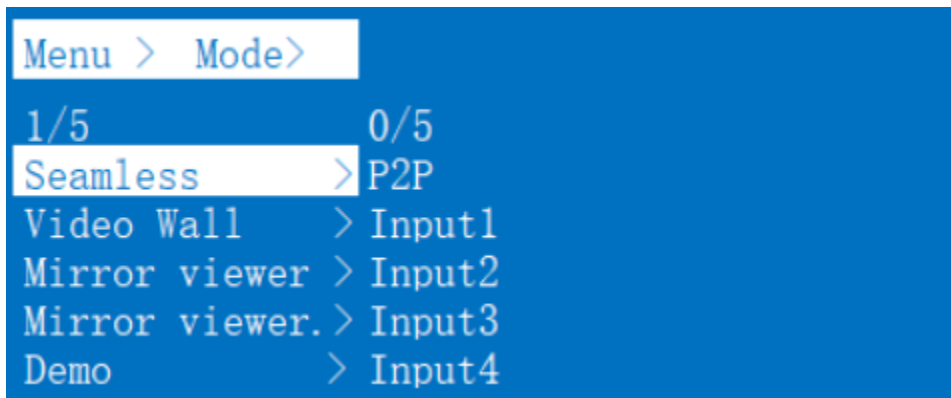 Menu > Mode>
1/5 0/5
Seamless > P2P
Video Wall > Input1
Mirror viewer > Input2
Mirror viewer. > Input3
Demo > Input4